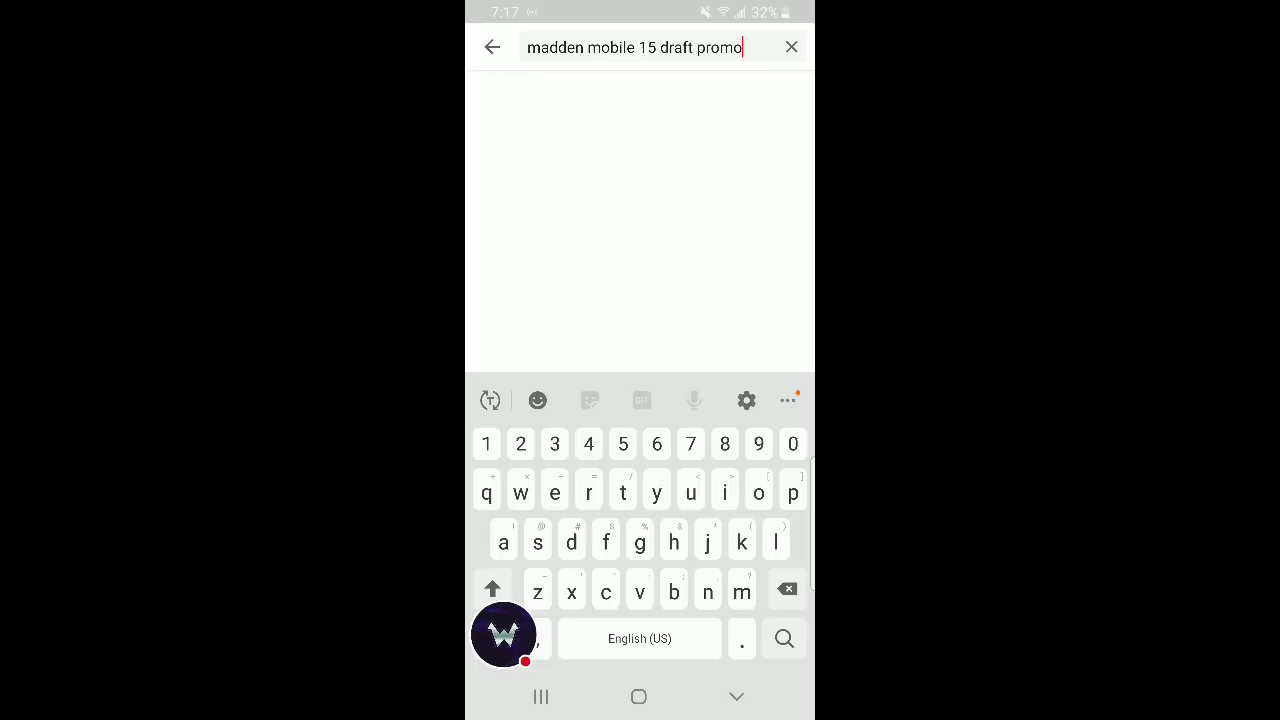 7:17 32%
madden mobile 15 draft promo
T GIF
1 2 3 4 5 6 7 8 9 0
q w e r t y u i o p
a s d f g h j k l
z x c v b n m
W , English (US) .